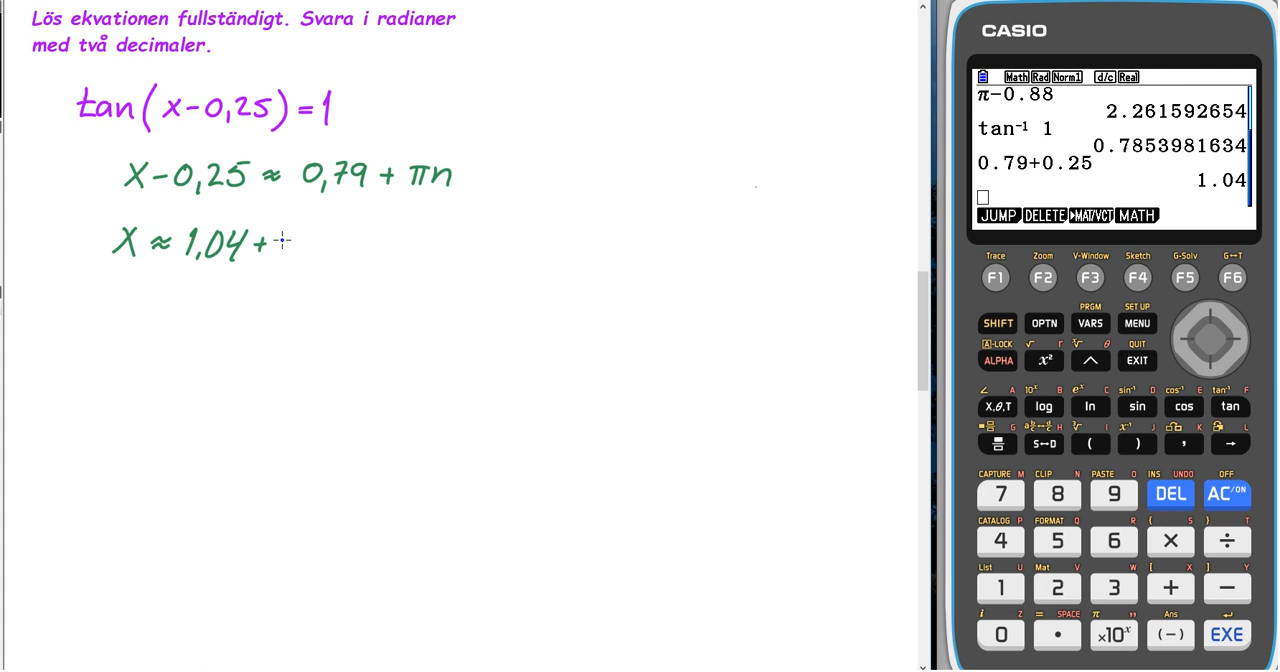 Lös ekvationen fullständigt. Svara i radianer
med två decimaler.
tan(x-0,25)=1
x-0,25 ≈ 0,79 + πn
x ≈ 1,04 +
CASIO
Math Rad Norm1 d/c Real
π-0.88
2.261592654
tan⁻¹ 1
0.7853981634
0.79+0.25
1.04
JUMP DELETE ▶MAT/VCT MATH
Trace Zoom V-Window Sketch G-Solv G↔T
F1 F2 F3 F4 F5 F6
PRGM SET UP
SHIFT OPTN VARS MENU
A-LOCK √ r ∛ θ QUIT
ALPHA x² ^ EXIT
∠ A 10ˣ B eˣ C sin⁻¹ D cos⁻¹ E tan⁻¹ F
X,θ,T log ln sin cos tan
G H I x⁻¹ J K L
S↔D ( ) , →
CAPTURE M CLIP N PASTE O INS UNDO OFF
7 8 9 DEL AC/ON
CATALOG P FORMAT Q R { S } T
4 5 6 × ÷
List U Mat V W [ X ] Y
1 2 3 + −
i Z = SPACE π " Ans ↵
0 • ×10ˣ (−) EXE